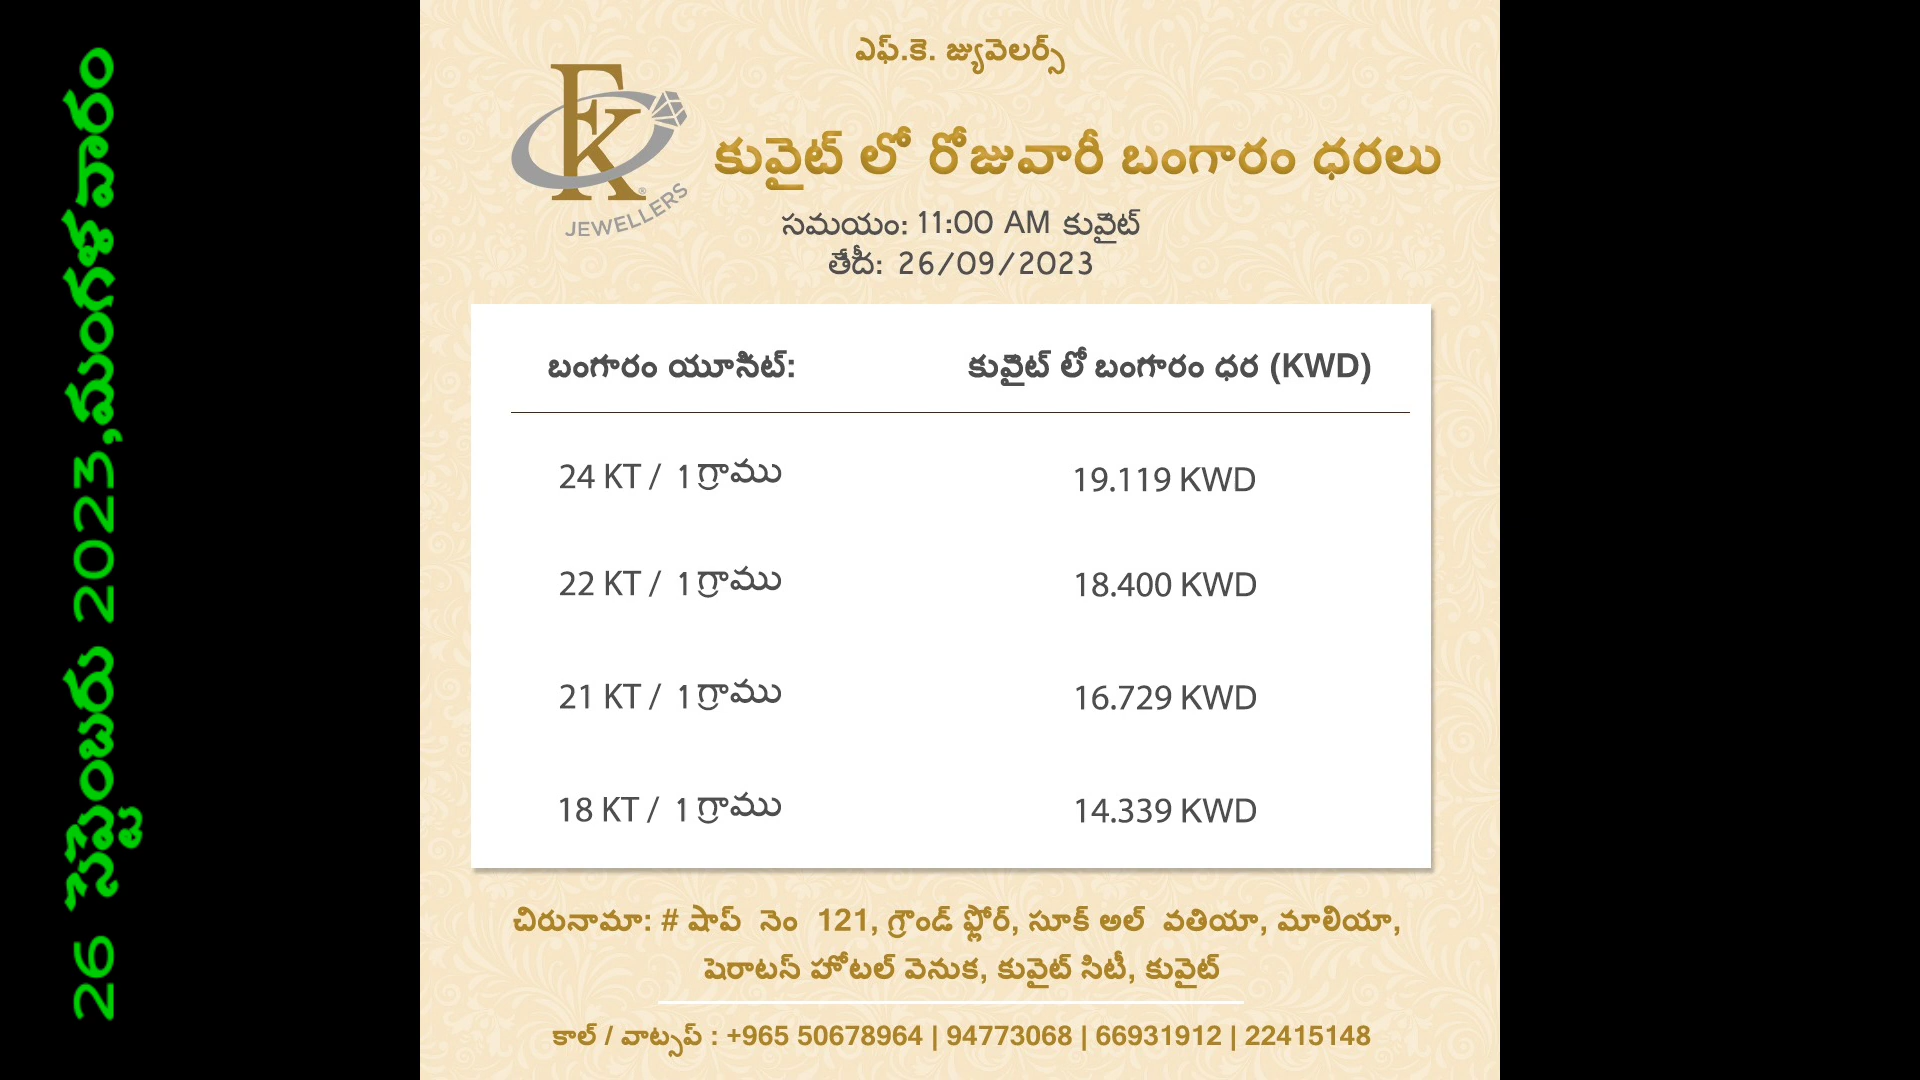 26 సెప్టెంబరు 2023,మంగళవారం
ఎఫ్.కె. జ్యువెలర్స్
FK
JEWELLERS
కువైట్ లో రోజువారీ బంగారం ధరలు
సమయం: 11:00 AM కువైట్
తేదీ: 26/09/2023
బంగారం యూనిట్: కువైట్ లో బంగారం ధర (KWD)
24 KT / 1 గ్రాము 19.119 KWD
22 KT / 1 గ్రాము 18.400 KWD
21 KT / 1 గ్రాము 16.729 KWD
18 KT / 1 గ్రాము 14.339 KWD
చిరునామా: # షాప్ నెం 121, గ్రౌండ్ ఫ్లోర్, సూక్ అల్ వతియా, మాలియా,
షెరాటస్ హోటల్ వెనుక, కువైట్ సిటీ, కువైట్
కాల్ / వాట్సప్ : +965 50678964 | 94773068 | 66931912 | 22415148